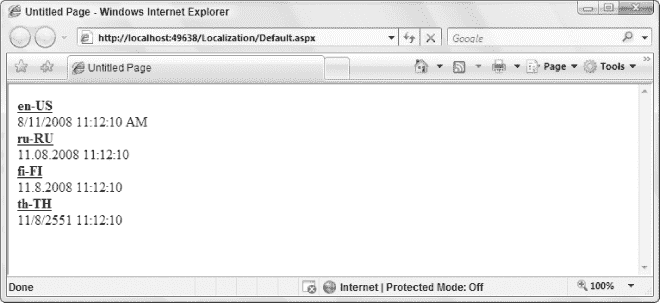 Untitled Page - Windows Internet Explorer
http://localhost:49638/Localization/Default.aspx
Google
Untitled Page
Page
Tools
en-US
8/11/2008 11:12:10 AM
ru-RU
11.08.2008 11:12:10
fi-FI
11.8.2008 11:12:10
th-TH
11/8/2551 11:12:10
Done
Internet | Protected Mode: Off
100%